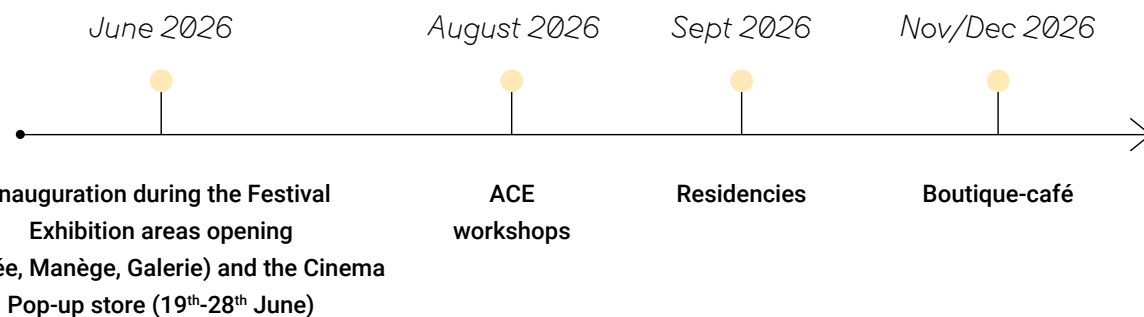 June 2026
August 2026
Sept 2026
Nov/Dec 2026
nauguration during the Festival
Exhibition areas opening
ée, Manège, Galerie) and the Cinema
Pop-up store (19th-28th June)
ACE
workshops
Residencies
Boutique-café